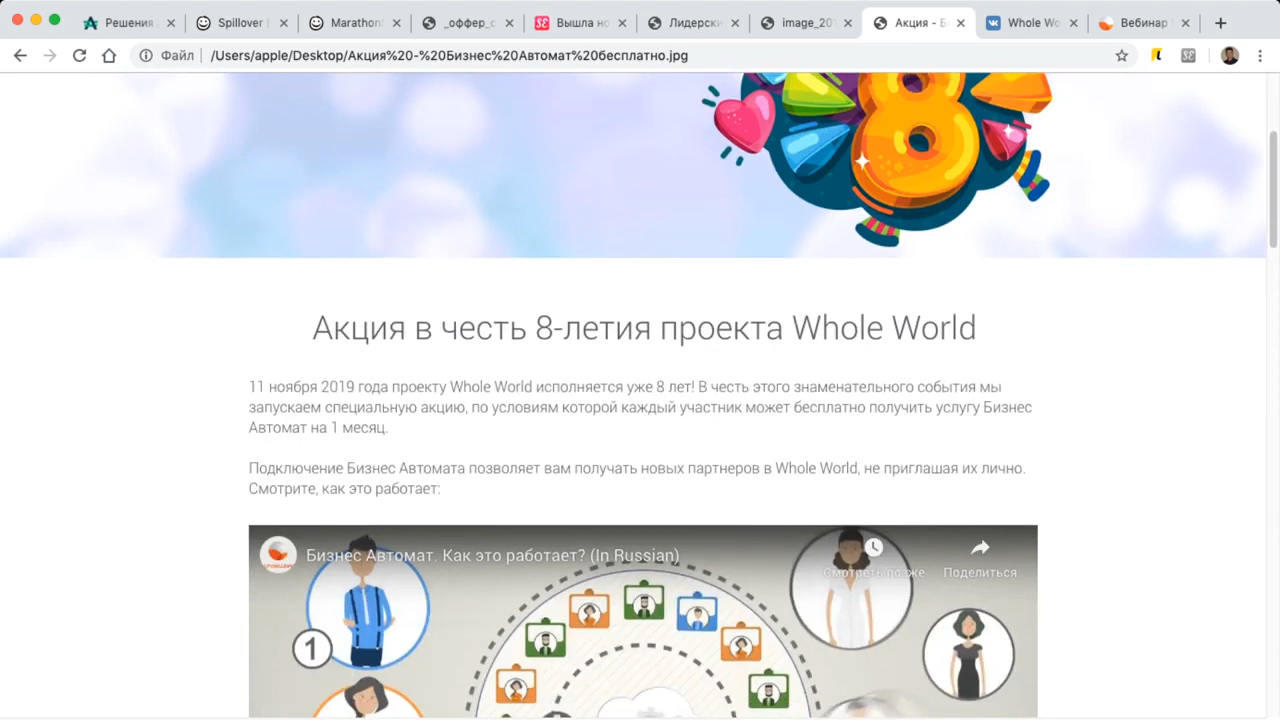 Решения
Spillover |
Marathon
_оффер_с
Вышла но
Лидерски
image_20
Акция - Б
Whole Wo
Вебинар
Файл
/Users/apple/Desktop/Акция%20-%20Бизнес%20Автомат%20бесплатно.jpg
8
Акция в честь 8-летия проекта Whole World
11 ноября 2019 года проекту Whole World исполняется уже 8 лет! В честь этого знаменательного события мы
запускаем специальную акцию, по условиям которой каждый участник может бесплатно получить услугу Бизнес
Автомат на 1 месяц.
Подключение Бизнес Автомата позволяет вам получать новых партнеров в Whole World, не приглашая их лично.
Смотрите, как это работает:
Бизнес Автомат. Как это работает? (In Russian)
Смотреть позже
Поделиться
1